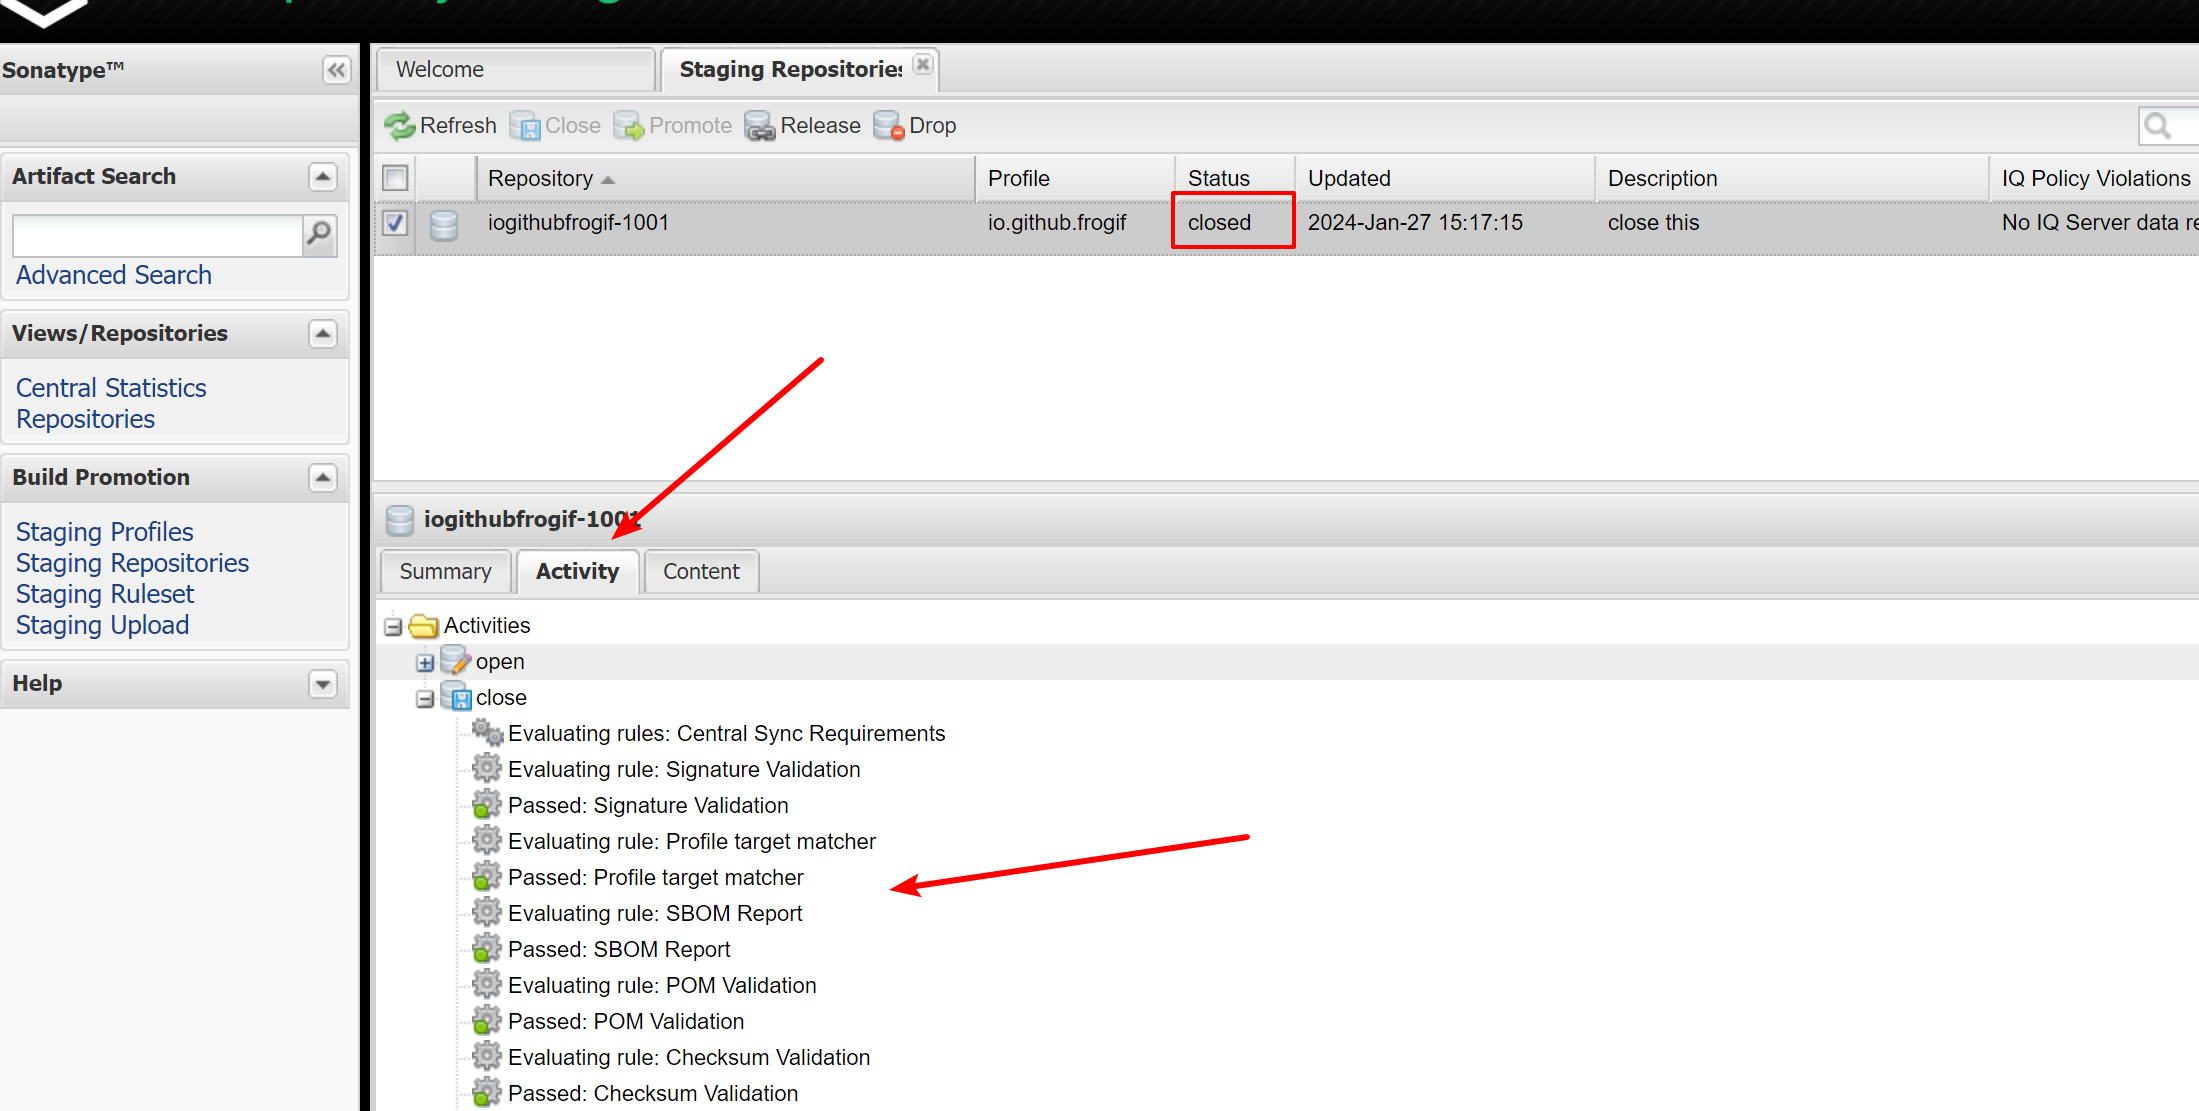 Sonatype™
Welcome
Staging Repositories
Refresh
Close
Promote
Release
Drop
Artifact Search
Advanced Search
Views/Repositories
Central Statistics
Repositories
Build Promotion
Staging Profiles
Staging Repositories
Staging Ruleset
Staging Upload
Help
Repository
Profile
Status
Updated
Description
IQ Policy Violations
iogithubfrogif-1001
io.github.frogif
closed
2024-Jan-27 15:17:15
close this
No IQ Server data re
iogithubfrogif-1001
Summary
Activity
Content
Activities
open
close
Evaluating rules: Central Sync Requirements
Evaluating rule: Signature Validation
Passed: Signature Validation
Evaluating rule: Profile target matcher
Passed: Profile target matcher
Evaluating rule: SBOM Report
Passed: SBOM Report
Evaluating rule: POM Validation
Passed: POM Validation
Evaluating rule: Checksum Validation
Passed: Checksum Validation